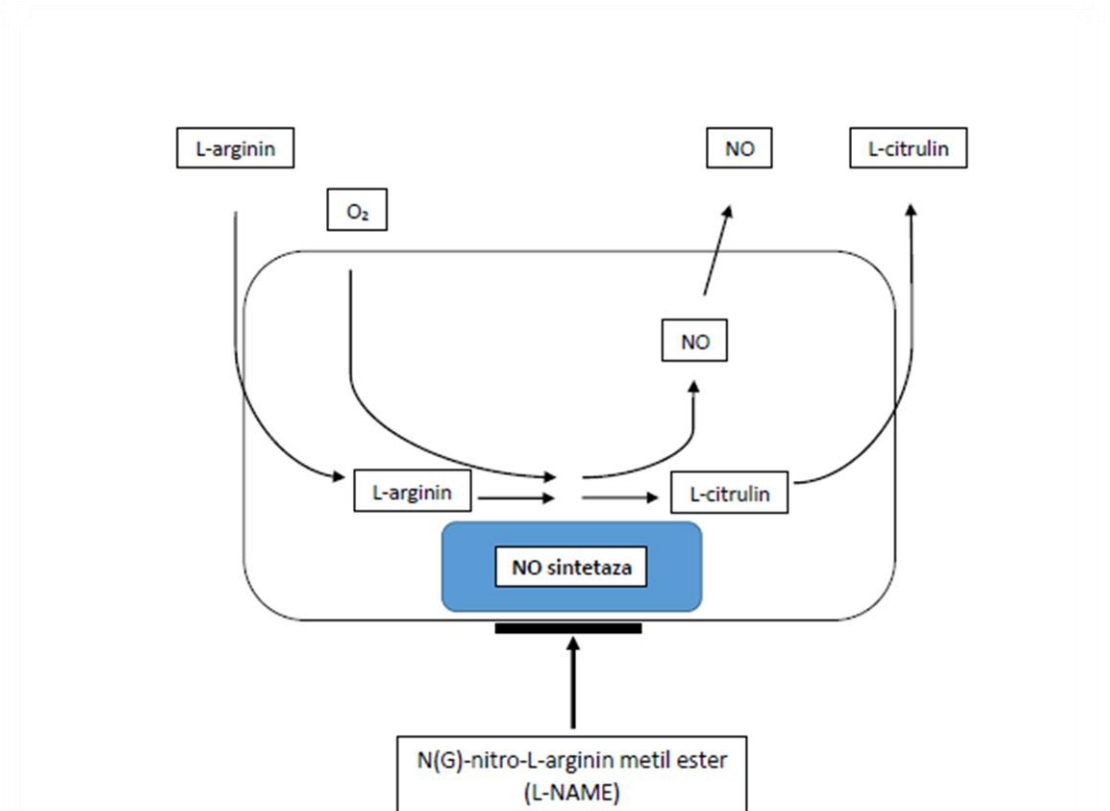 L-arginin
NO
L-citrulin
O₂
NO
L-arginin
L-citrulin
NO sintetaza
N(G)-nitro-L-arginin metil ester
(L-NAME)